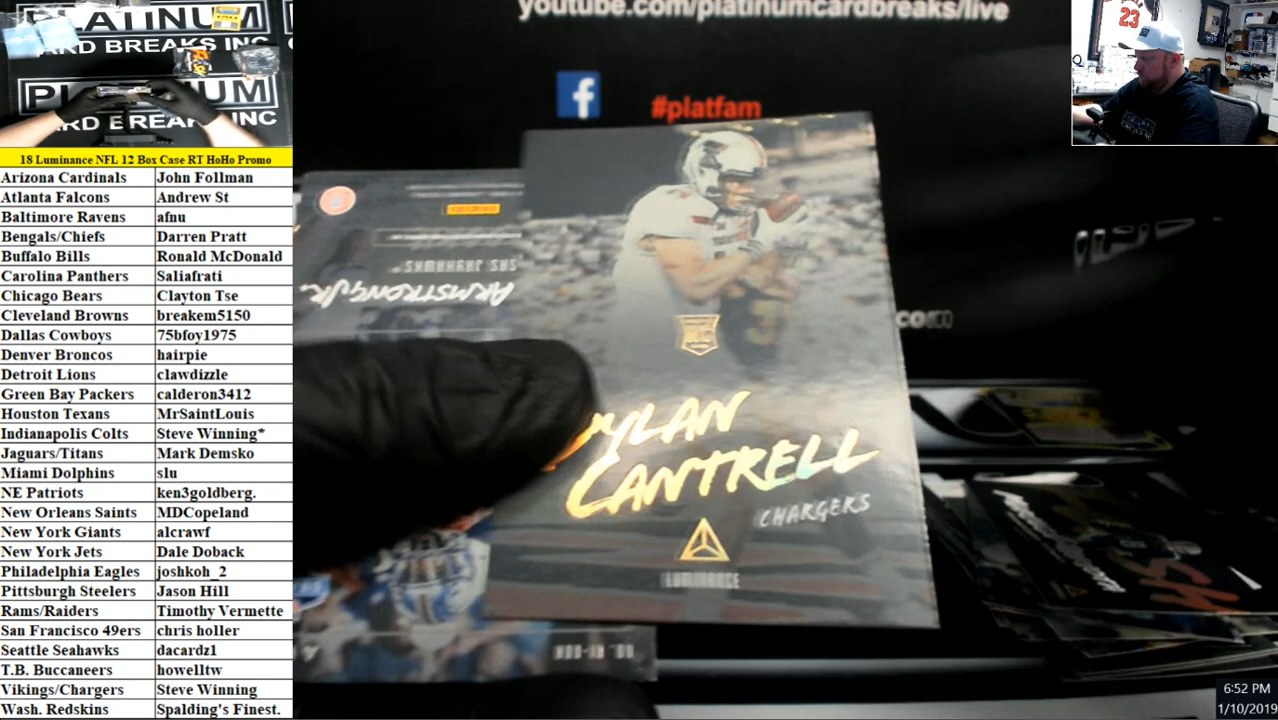 PLATINUM
ARD BREAKS INC
18 Luminance NFL 12 Box Case RT HoHo Promo
Arizona Cardinals John Follman
Atlanta Falcons Andrew St
Baltimore Ravens afnu
Bengals/Chiefs Darren Pratt
Buffalo Bills Ronald McDonald
Carolina Panthers Saliafrati
Chicago Bears Clayton Tse
Cleveland Browns breakem5150
Dallas Cowboys 75bfoy1975
Denver Broncos hairpie
Detroit Lions clawdizzle
Green Bay Packers calderon3412
Houston Texans MrSaintLouis
Indianapolis Colts Steve Winning*
Jaguars/Titans Mark Demsko
Miami Dolphins slu
NE Patriots ken3goldberg.
New Orleans Saints MDCopeland
New York Giants alcrawf
New York Jets Dale Doback
Philadelphia Eagles joshkoh_2
Pittsburgh Steelers Jason Hill
Rams/Raiders Timothy Vermette
San Francisco 49ers chris holler
Seattle Seahawks dacardz1
T.B. Buccaneers howelltw
Vikings/Chargers Steve Winning
Wash. Redskins Spalding's Finest.
youtube.com/platinumcardbreaks/live
f
#platfam
ARMSTRONG JR.
DYLAN
CANTRELL
CHARGERS
LUMINANCE
23
6:52 PM
1/10/2019